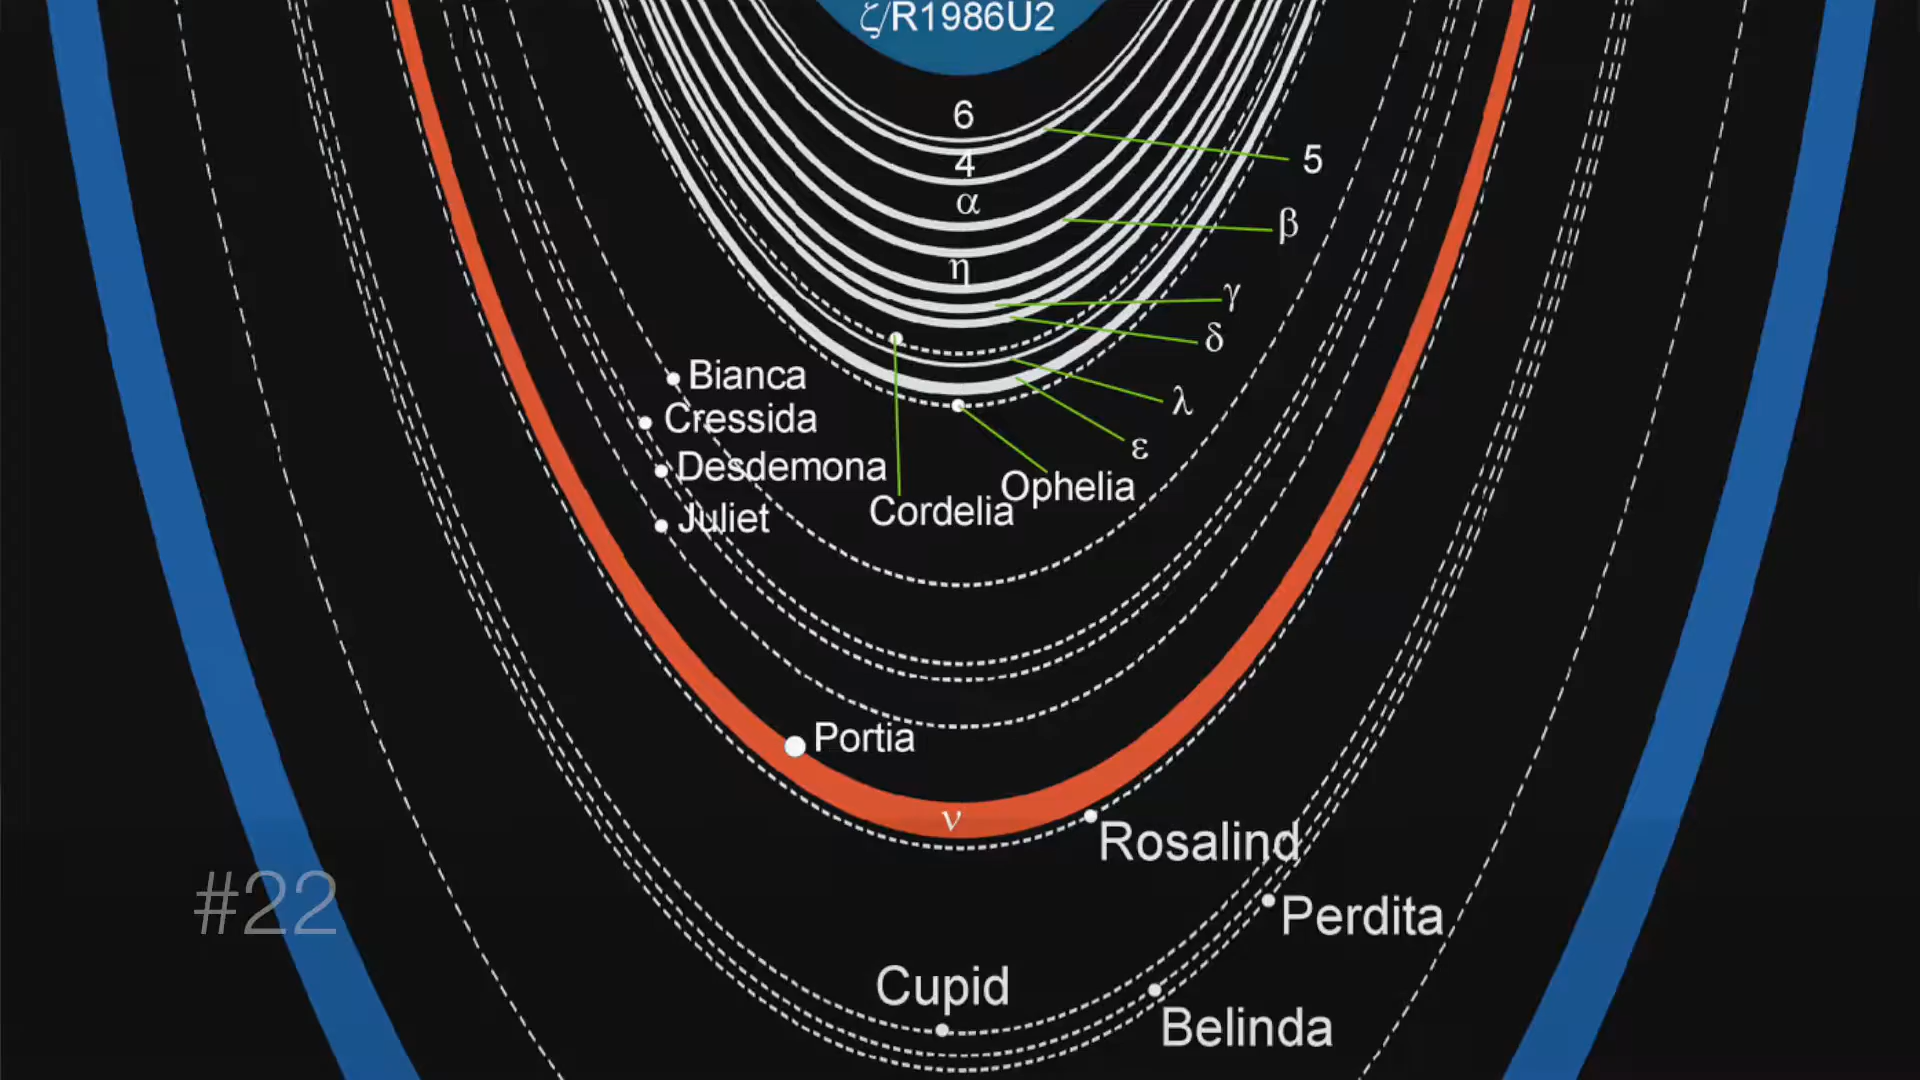 ζ/R1986U2
6
5
4
α
β
η
γ
δ
λ
ε
Bianca
Cressida
Desdemona
Juliet
Ophelia
Cordelia
Portia
ν
Rosalind
#22
Perdita
Cupid
Belinda